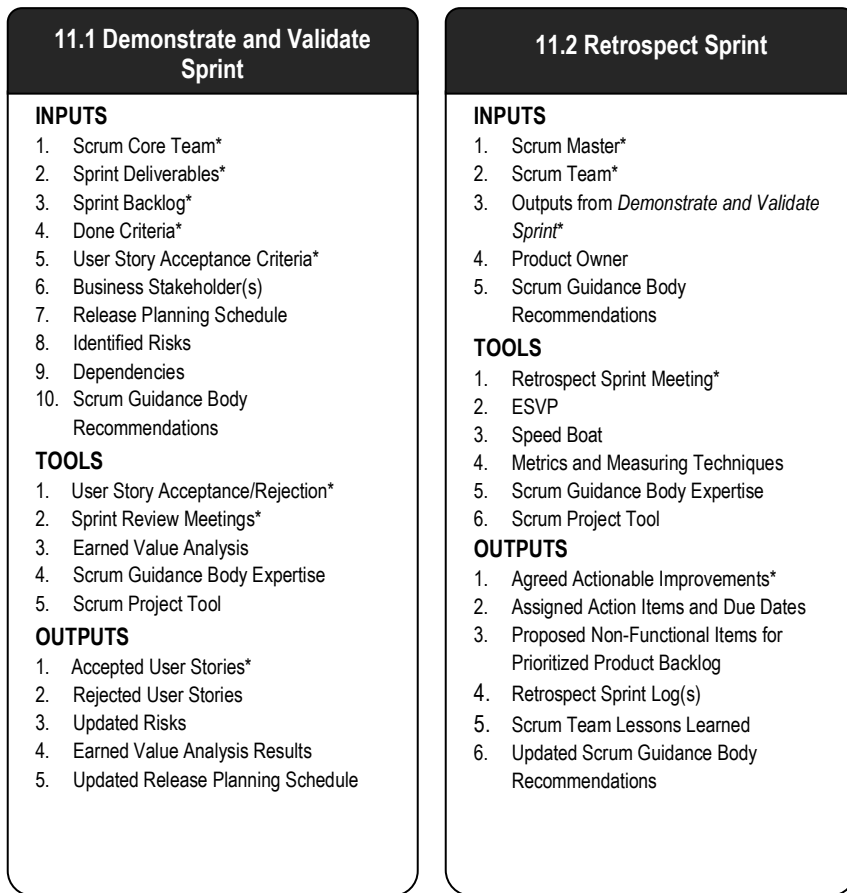 11.1 Demonstrate and Validate
Sprint
INPUTS
1. Scrum Core Team*
2. Sprint Deliverables*
3. Sprint Backlog*
4. Done Criteria*
5. User Story Acceptance Criteria*
6. Business Stakeholder(s)
7. Release Planning Schedule
8. Identified Risks
9. Dependencies
10. Scrum Guidance Body
Recommendations
TOOLS
1. User Story Acceptance/Rejection*
2. Sprint Review Meetings*
3. Earned Value Analysis
4. Scrum Guidance Body Expertise
5. Scrum Project Tool
OUTPUTS
1. Accepted User Stories*
2. Rejected User Stories
3. Updated Risks
4. Earned Value Analysis Results
5. Updated Release Planning Schedule
11.2 Retrospect Sprint
INPUTS
1. Scrum Master*
2. Scrum Team*
3. Outputs from Demonstrate and Validate
Sprint*
4. Product Owner
5. Scrum Guidance Body
Recommendations
TOOLS
1. Retrospect Sprint Meeting*
2. ESVP
3. Speed Boat
4. Metrics and Measuring Techniques
5. Scrum Guidance Body Expertise
6. Scrum Project Tool
OUTPUTS
1. Agreed Actionable Improvements*
2. Assigned Action Items and Due Dates
3. Proposed Non-Functional Items for
Prioritized Product Backlog
4. Retrospect Sprint Log(s)
5. Scrum Team Lessons Learned
6. Updated Scrum Guidance Body
Recommendations